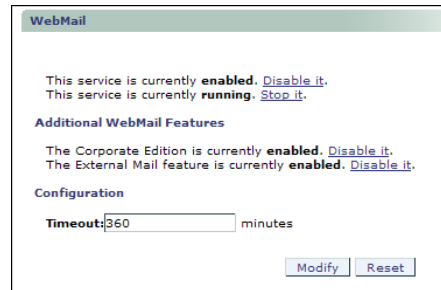 WebMail
This service is currently enabled. Disable it.
This service is currently running. Stop it.
Additional WebMail Features
The Corporate Edition is currently enabled. Disable it.
The External Mail feature is currently enabled. Disable it.
Configuration
Timeout: 360 minutes
Modify Reset